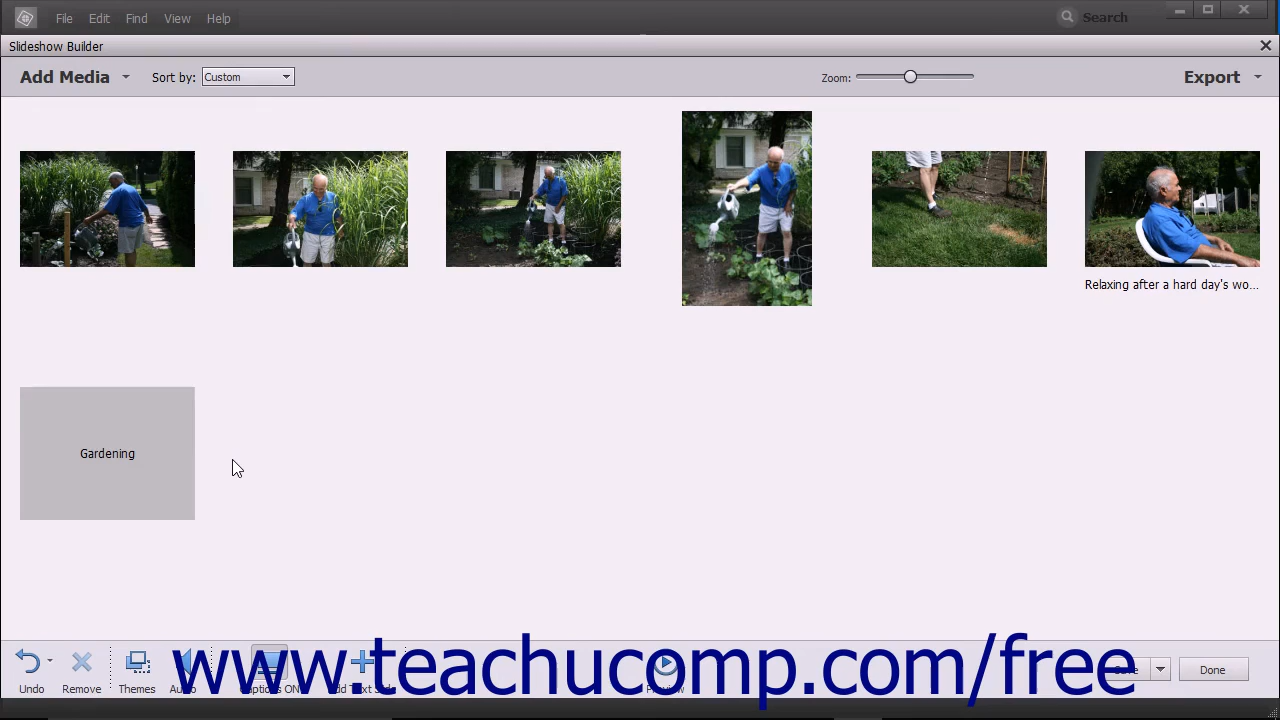 File Edit Find View Help Search
Slideshow Builder
Add Media Sort by: Custom Zoom: Export
Relaxing after a hard day's wo...
Gardening
www.teachucomp.com/free
Done
Undo Remove Themes